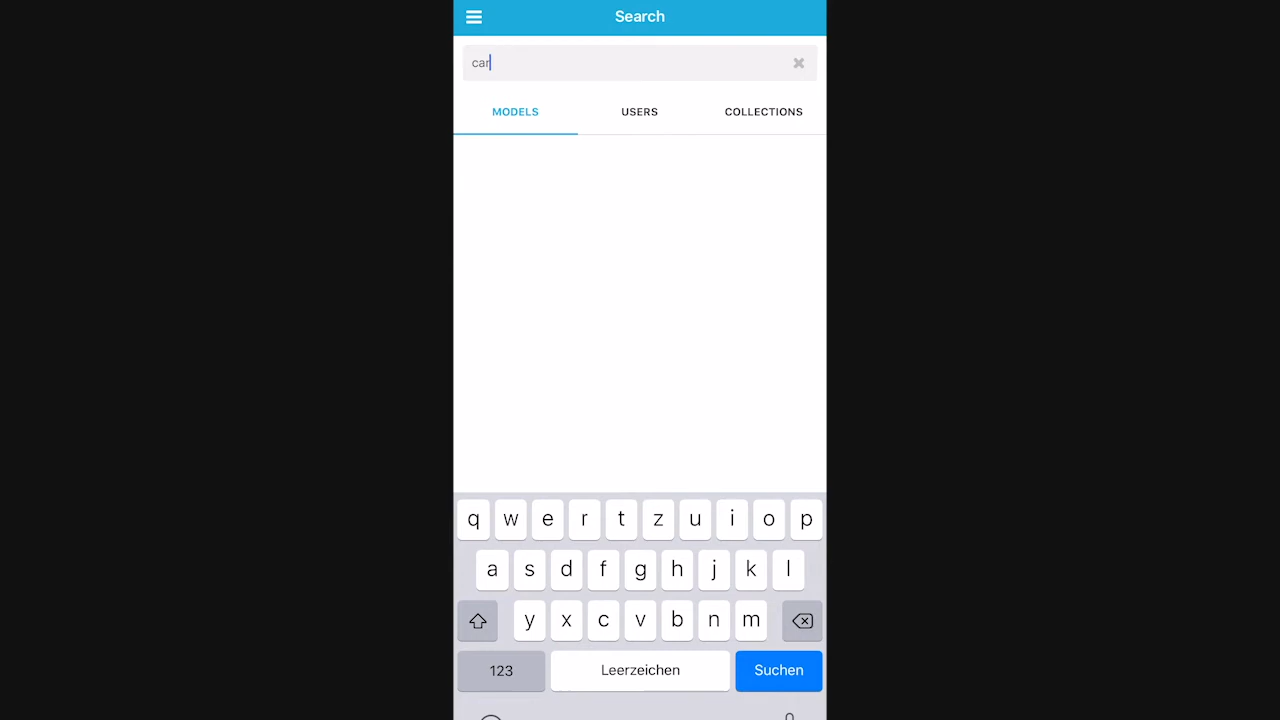 Search
car
MODELS USERS COLLECTIONS
q w e r t z u i o p
a s d f g h j k l
y x c v b n m
123 Leerzeichen Suchen